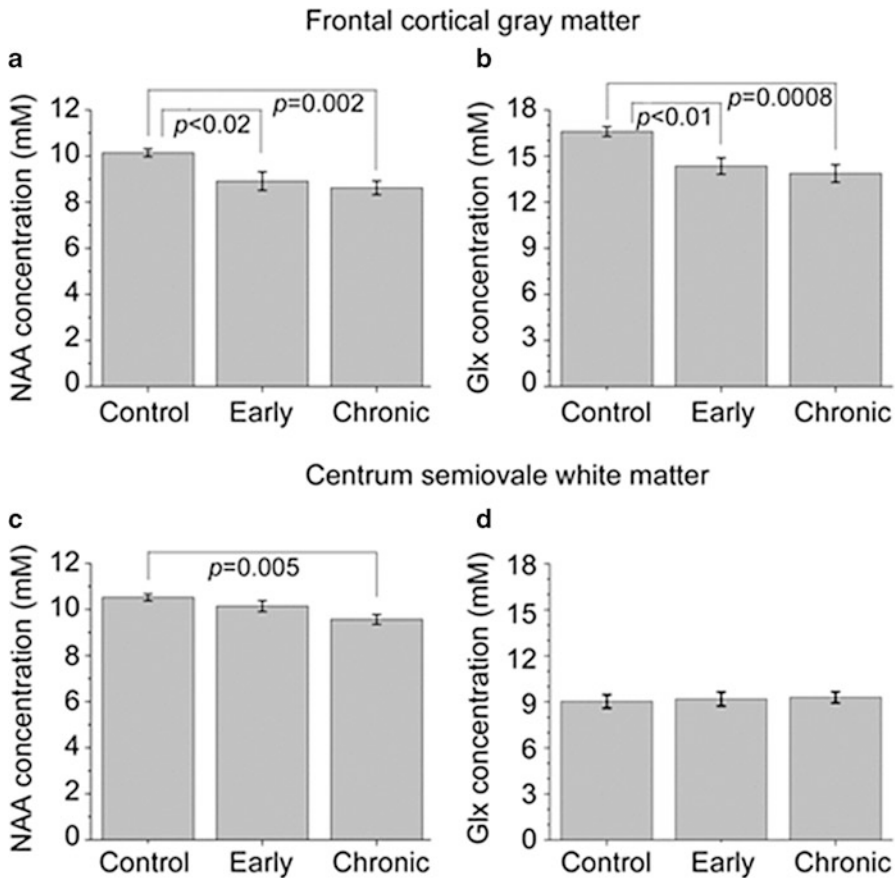 Frontal cortical gray matter
a
NAA concentration (mM)
12
10
8
6
4
2
0
p=0.002
p<0.02
Control Early Chronic
b
Glx concentration (mM)
18
15
12
9
6
3
0
p=0.0008
p<0.01
Control Early Chronic
Centrum semiovale white matter
c
NAA concentration (mM)
12
10
8
6
4
2
0
p=0.005
Control Early Chronic
d
Glx concentration (mM)
18
15
12
9
6
3
0
Control Early Chronic